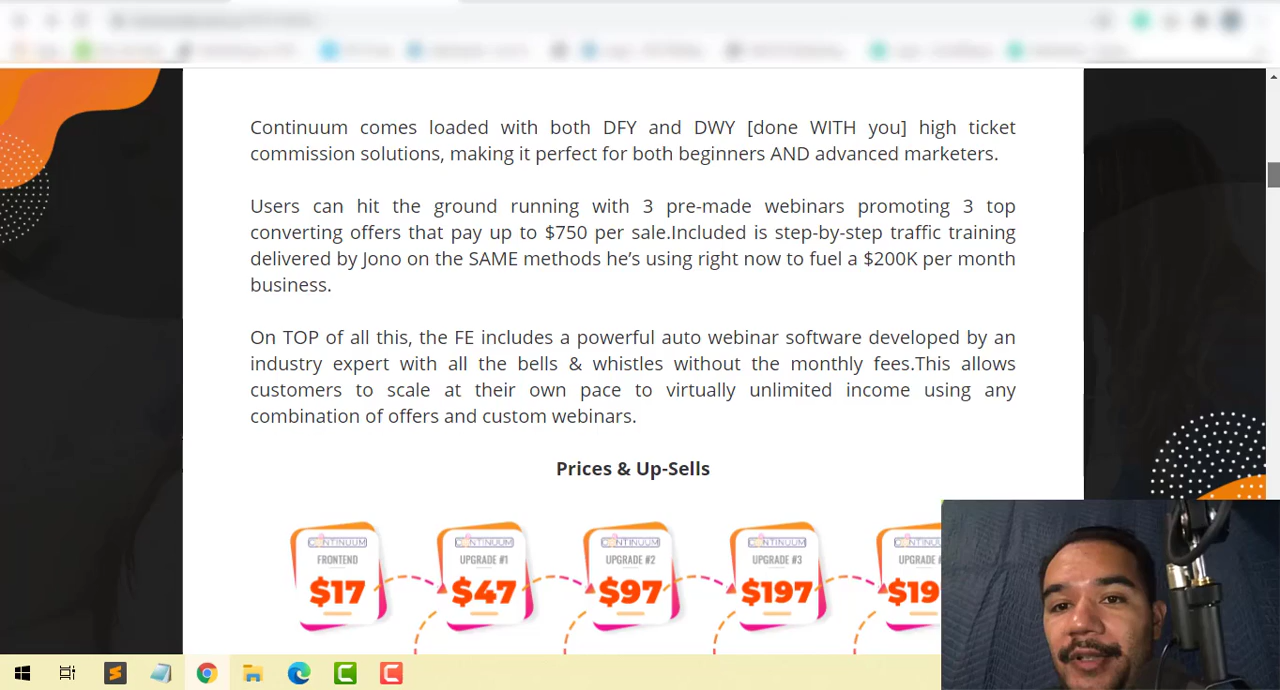 Continuum comes loaded with both DFY and DWY [done WITH you] high ticket
commission solutions, making it perfect for both beginners AND advanced marketers.
Users can hit the ground running with 3 pre-made webinars promoting 3 top
converting offers that pay up to $750 per sale.Included is step-by-step traffic training
delivered by Jono on the SAME methods he’s using right now to fuel a $200K per month
business.
On TOP of all this, the FE includes a powerful auto webinar software developed by an
industry expert with all the bells & whistles without the monthly fees.This allows
customers to scale at their own pace to virtually unlimited income using any
combination of offers and custom webinars.
Prices & Up-Sells
CONTINUUM CONTINUUM CONTINUUM CONTINUUM CONTINUUM
FRONTEND UPGRADE #1 UPGRADE #2 UPGRADE #3 UPGRADE #
$17 $47 $97 $197 $19